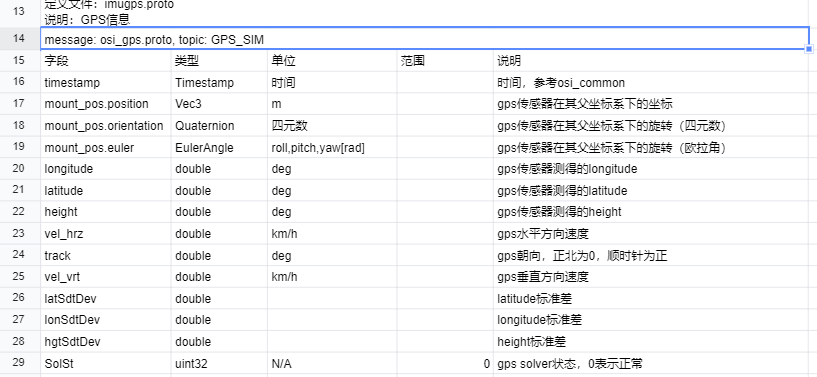 13
定义文件：imugps.proto
说明：GPS信息
14 message: osi_gps.proto, topic: GPS_SIM
15 字段 类型 单位 范围 说明
16 timestamp Timestamp 时间 时间，参考osi_common
17 mount_pos.position Vec3 m gps传感器在其父坐标系下的坐标
18 mount_pos.orientation Quaternion 四元数 gps传感器在其父坐标系下的旋转（四元数）
19 mount_pos.euler EulerAngle roll,pitch,yaw[rad] gps传感器在其父坐标系下的旋转（欧拉角）
20 longitude double deg gps传感器测得的longitude
21 latitude double deg gps传感器测得的latitude
22 height double deg gps传感器测得的height
23 vel_hrz double km/h gps水平方向速度
24 track double deg gps朝向，正北为0，顺时针为正
25 vel_vrt double km/h gps垂直方向速度
26 latSdtDev double latitude标准差
27 lonSdtDev double longitude标准差
28 hgtSdtDev double height标准差
29 SolSt uint32 N/A 0 gps solver状态，0表示正常